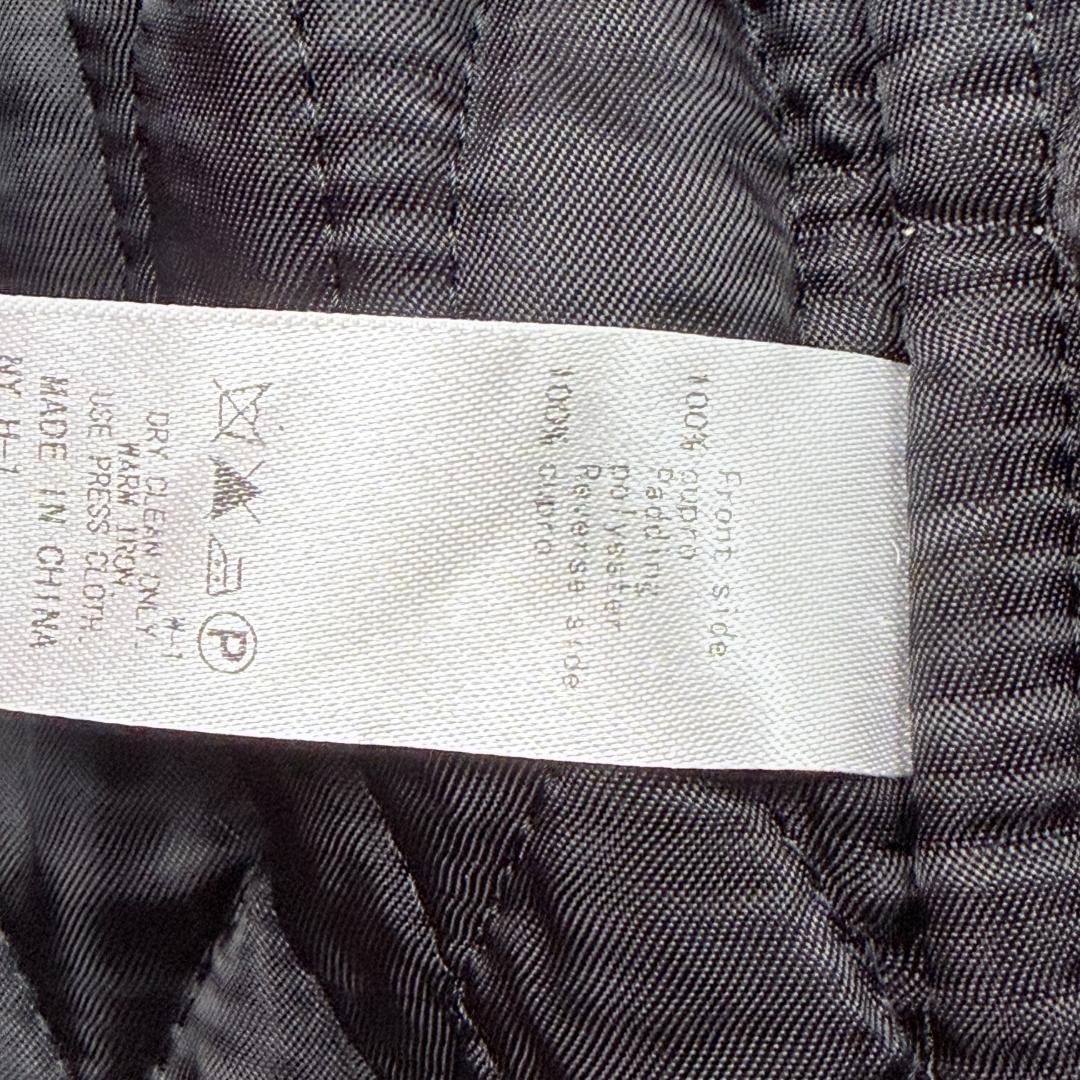 Front side
100% cupro
Padding
polyester
Reverse side
100% cupro
P
DRY CLEAN ONLY.
WARM IRON.
USE PRESS CLOTH.
MADE IN CHINA
H-1